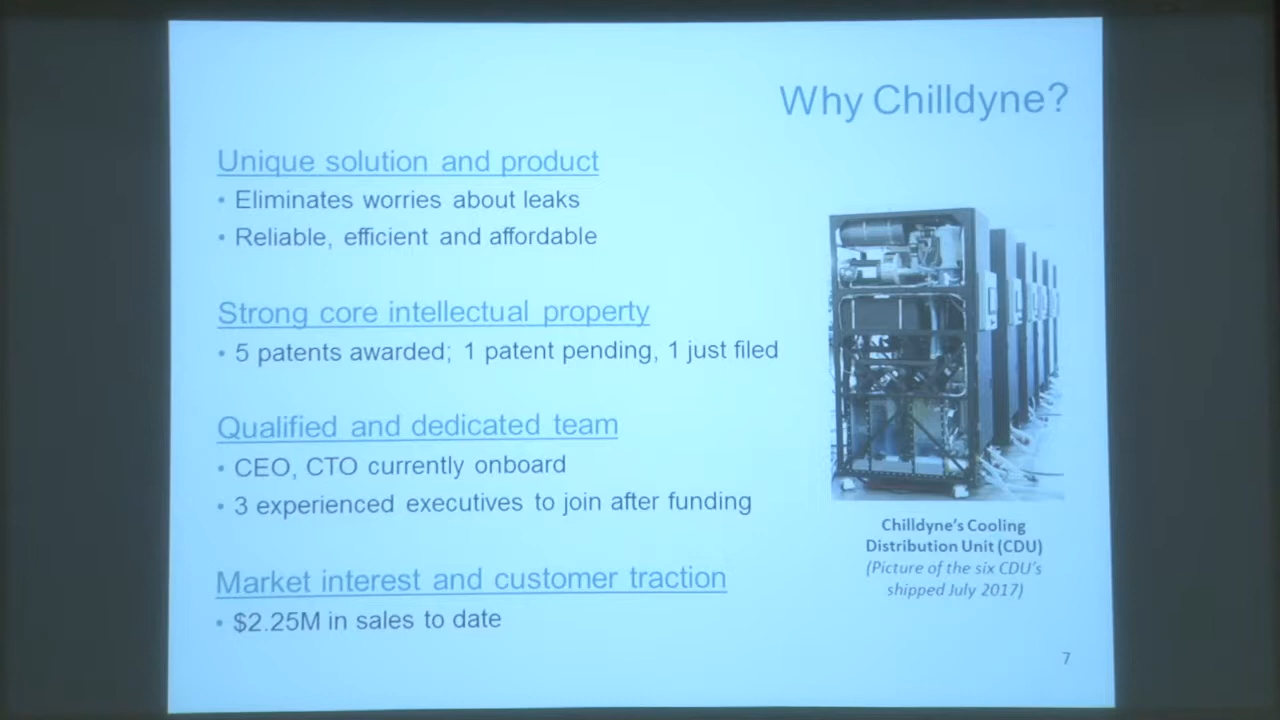 Why Chilldyne?
Unique solution and product
• Eliminates worries about leaks
• Reliable, efficient and affordable
Strong core intellectual property
• 5 patents awarded; 1 patent pending, 1 just filed
Qualified and dedicated team
• CEO, CTO currently onboard
• 3 experienced executives to join after funding
Market interest and customer traction
• $2.25M in sales to date
Chilldyne's Cooling
Distribution Unit (CDU)
(Picture of the six CDU's
shipped July 2017)
7